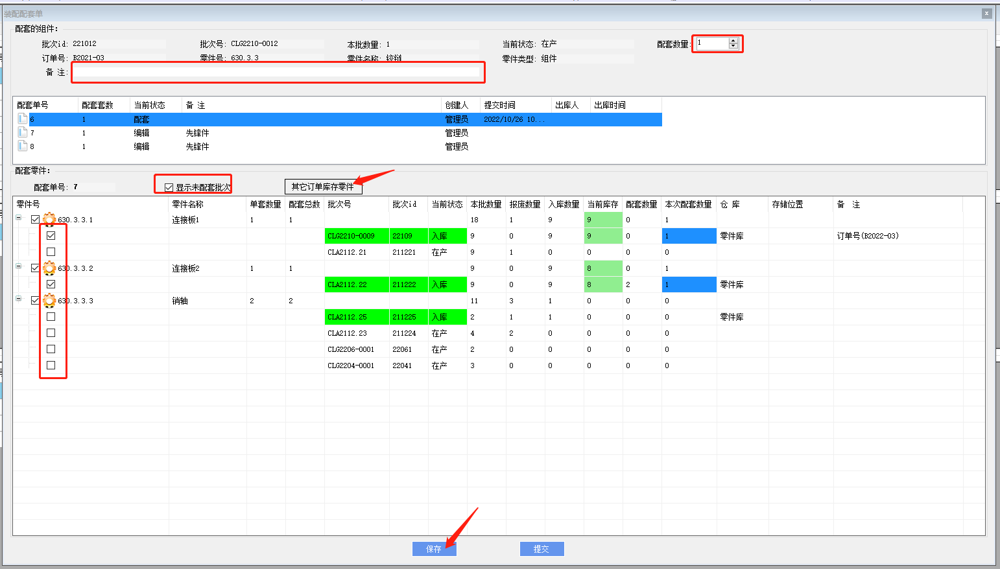 装配配套单
配套的组件：
批次id: 221012 批次号: CLG2210-0012 本批数量: 1 当前状态: 在产 配套数量: 1
订单号: B2021-03 零件号: 630.3.3 零件名称: 铰链 零件类型: 组件
备 注:
配套单号 配套套数 当前状态 备 注 创建人 提交时间 出库人 出库时间
6 1 配套 管理员 2022/10/26 10...
7 1 编辑 先锋件 管理员
8 1 编辑 先锋件 管理员
配套零件：
配套单号: 7 显示未配套批次 其它订单库存零件
零件号 零件名称 单套数量 配套总数 批次号 批次id 当前状态 本批数量 报废数量 入库数量 当前库存 配套数量 本次配套数量 仓 库 存储位置 备 注
630.3.3.1 连接板1 1 1 18 1 9 9 0 1
CLG2210-0009 22109 入库 9 0 9 9 0 1 零件库 订单号(B2022-03)
CLA2112.21 211221 在产 9 1 0 0 0 0
630.3.3.2 连接板2 1 1 9 0 9 8 0 1
CLA2112.22 211222 入库 9 0 9 8 2 1 零件库
630.3.3.3 销轴 2 2 11 3 1 0 0 0
CLA2112.25 211225 入库 2 1 1 0 0 0 零件库
CLA2112.23 211224 在产 4 2 0 0 0 0
CLG2206-0001 22061 在产 2 0 0 0 0 0
CLG2204-0001 22041 在产 3 0 0 0 0 0
保存 提交